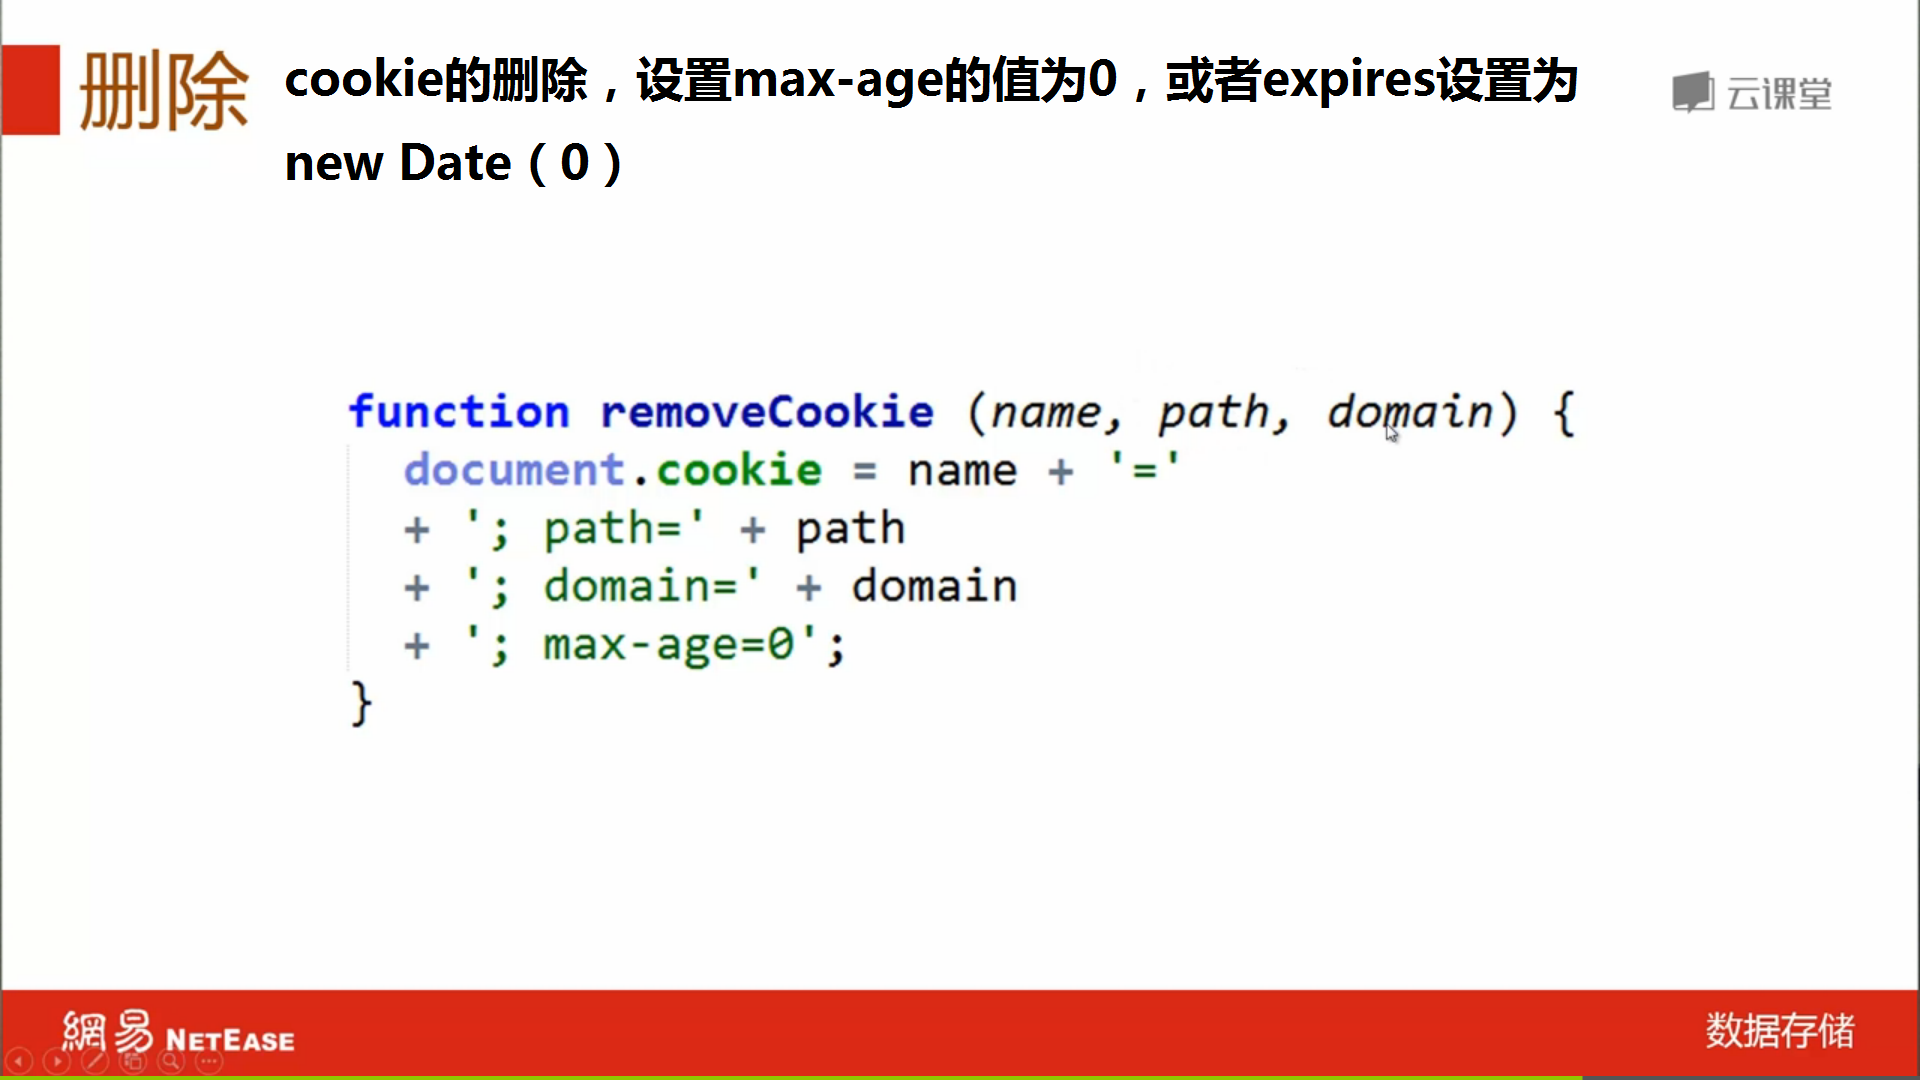 删除
cookie的删除，设置max-age的值为0，或者expires设置为
new Date（0）
云课堂
function removeCookie (name, path, domain) {
  document.cookie = name + '='
  + '; path=' + path
  + '; domain=' + domain
  + '; max-age=0';
}
網易 NETEASE
数据存储